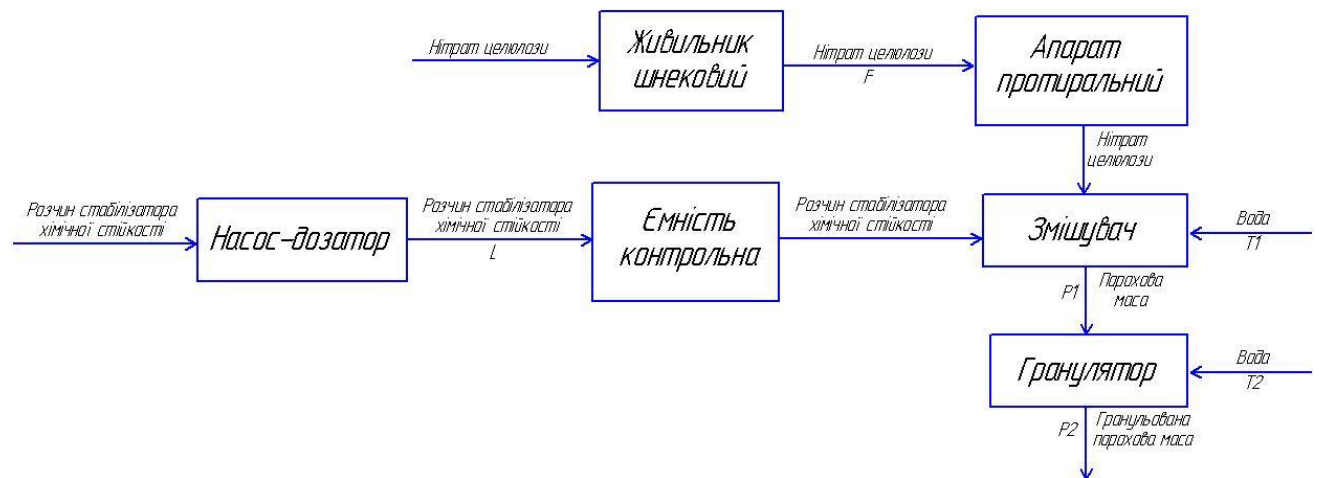 Нітрат целюлози
Живильник
шнековий
Нітрат целюлози
F
Апарат
протиральний
Нітрат
целюлози
Розчин стабілізатора
хімічної стійкості
Насос-дозатор
Розчин стабілізатора
хімічної стійкості
L
Ємність
контрольна
Розчин стабілізатора
хімічної стійкості
Змішувач
Вода
T1
P1
Порохова
маса
Гранулятор
Вода
T2
P2
Гранульована
порохова маса